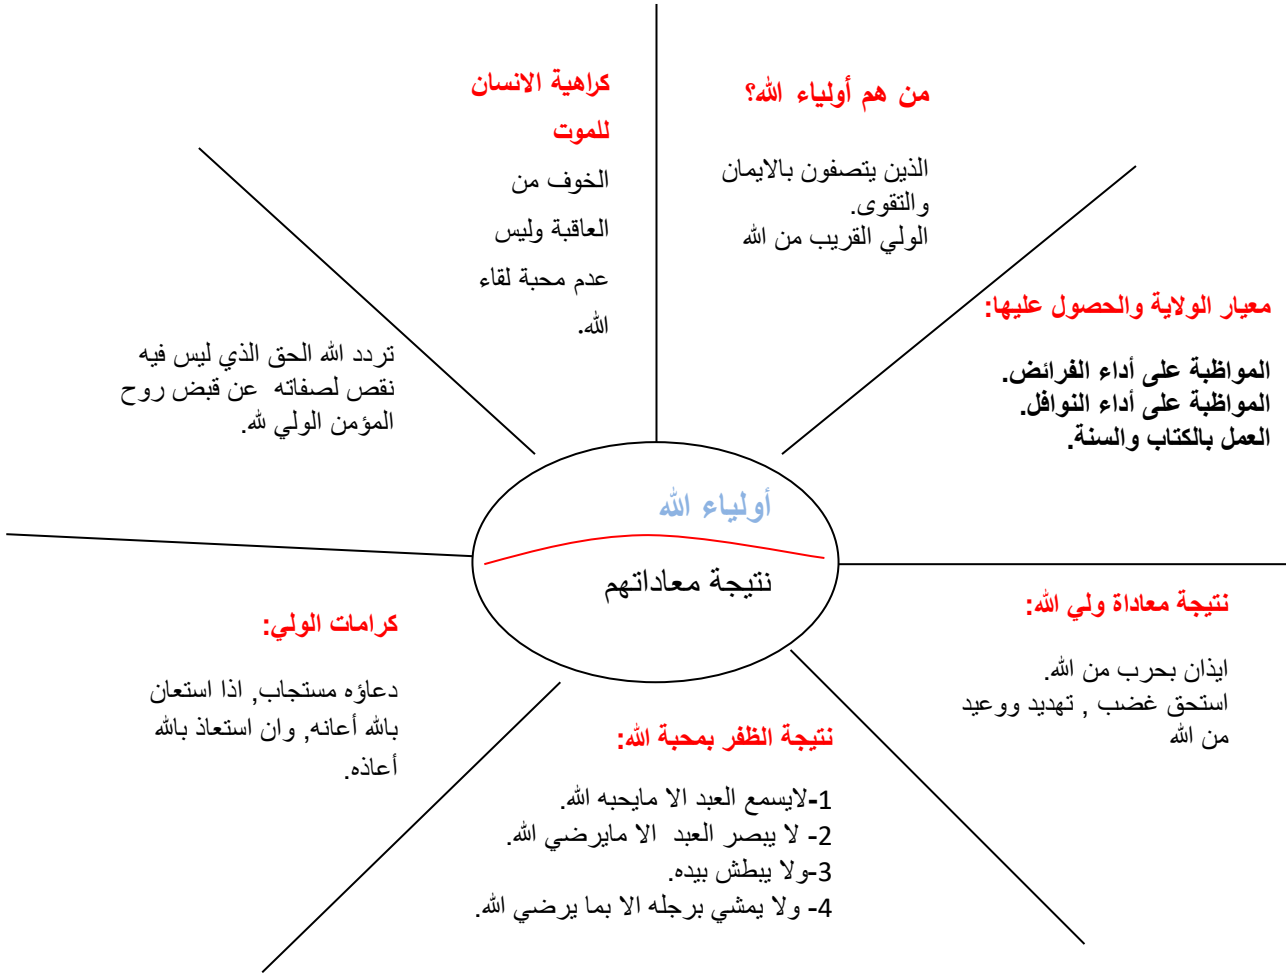 من هم أولياء الله؟
الذين يتصفون بالايمان
والتقوى.
الولي القريب من الله
معيار الولاية والحصول عليها:
المواظبة على أداء الفرائض.
المواظبة على أداء النوافل.
العمل بالكتاب والسنة.
نتيجة معاداة ولي الله:
ايذان بحرب من الله.
استحق غضب , تهديد ووعيد
من الله
نتيجة الظفر بمحبة الله:
1-لايسمع العبد الا مايحبه الله.
2- لا يبصر العبد الا مايرضي الله.
3-ولا يبطش بيده.
4- ولا يمشي برجله الا بما يرضي الله.
كرامات الولي:
دعاؤه مستجاب, اذا استعان
بالله أعانه, وان استعاذ بالله
أعاذه.
تردد الله الحق الذي ليس فيه
نقص لصفاته عن قبض روح
المؤمن الولي لله.
كراهية الانسان
للموت
الخوف من
العاقبة وليس
عدم محبة لقاء
الله.
أولياء الله
نتيجة معاداتهم